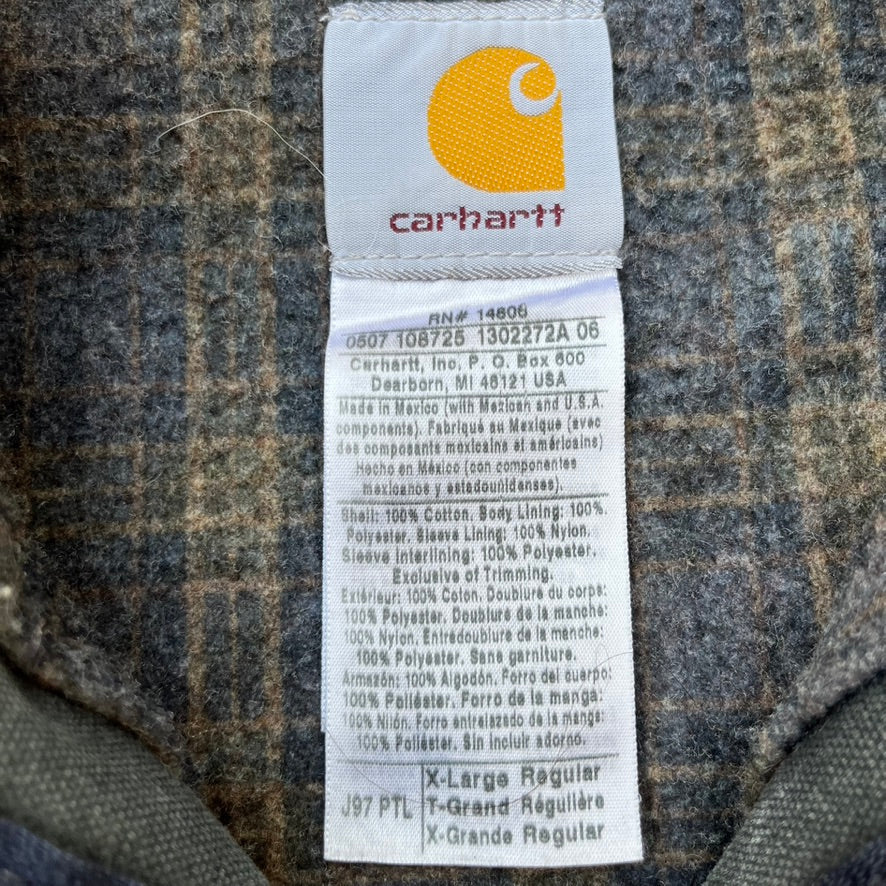 carhartt
RN# 14806
0507 108725 1302272A 06
Carhartt, Inc. P. O. Box 600
Dearborn, MI 48121 USA
Made in Mexico (with Mexican and U.S.A.
components). Fabriqué au Mexique (avec
des composants mexicains et américains)
Hecho en México (con componentes
mexicanos y estadounidenses).
Shell: 100% Cotton. Body Lining: 100%
Polyester. Sleeve Lining: 100% Nylon.
Sleeve Interlining: 100% Polyester.
Exclusive of Trimming.
Extérieur: 100% Coton. Doublure du corps:
100% Polyester. Doublure de la manche:
100% Nylon. Entredoublure de la menche:
100% Polyester. Sans garniture.
Armazón: 100% Algodón. Forro del cuerpo:
100% Poliéster. Forro de la manga:
100% Nilón. Forro entrelazado de la manga:
100% Poliéster. Sin incluir adorno.
J97 PTL
X-Large Regular
T-Grand Régulière
X-Grande Regular